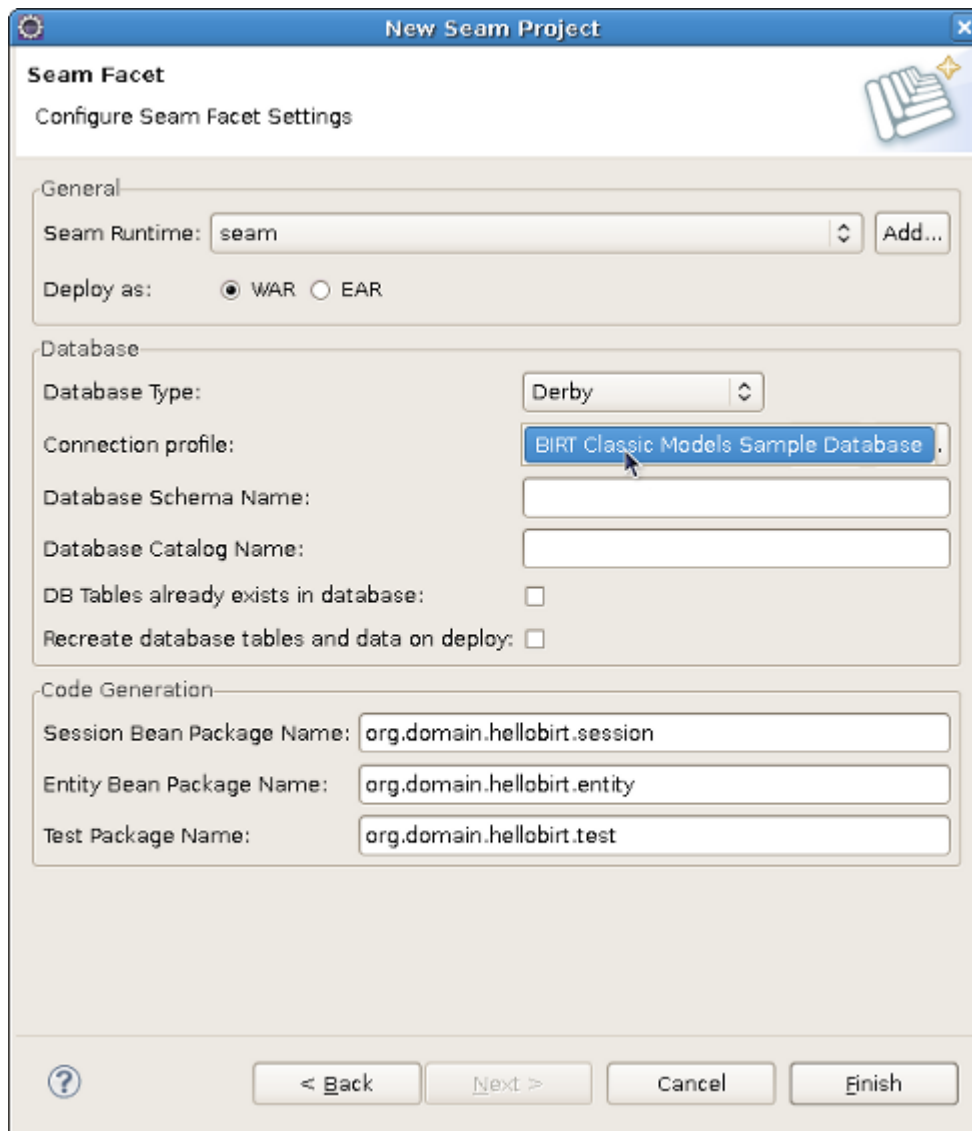 New Seam Project
Seam Facet
Configure Seam Facet Settings
General
Seam Runtime: seam Add...
Deploy as: WAR EAR
Database
Database Type: Derby
Connection profile: BIRT Classic Models Sample Database .
Database Schema Name:
Database Catalog Name:
DB Tables already exists in database:
Recreate database tables and data on deploy:
Code Generation
Session Bean Package Name: org.domain.hellobirt.session
Entity Bean Package Name: org.domain.hellobirt.entity
Test Package Name: org.domain.hellobirt.test
? < Back Next > Cancel Finish